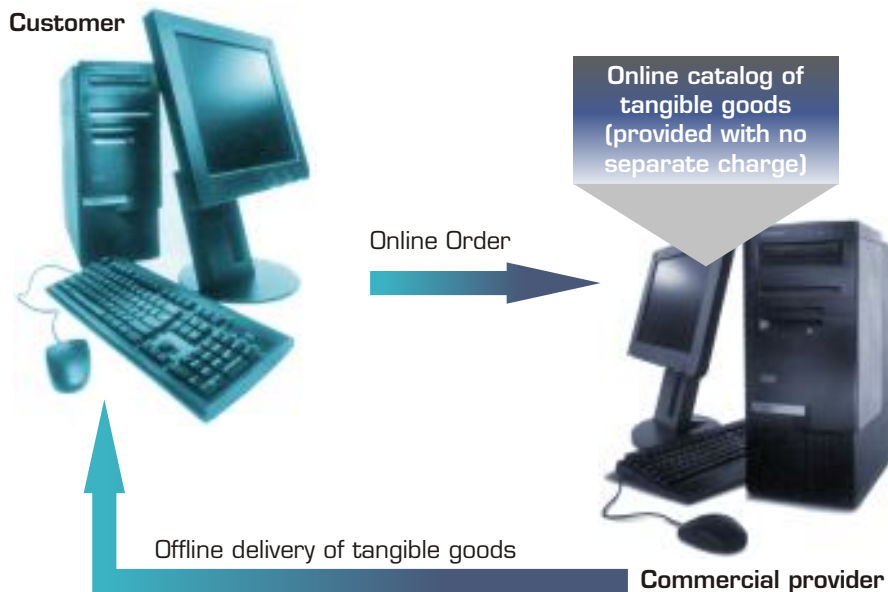 Customer
Online catalog of
tangible goods
(provided with no
separate charge)
Online Order
Offline delivery of tangible goods
Commercial provider